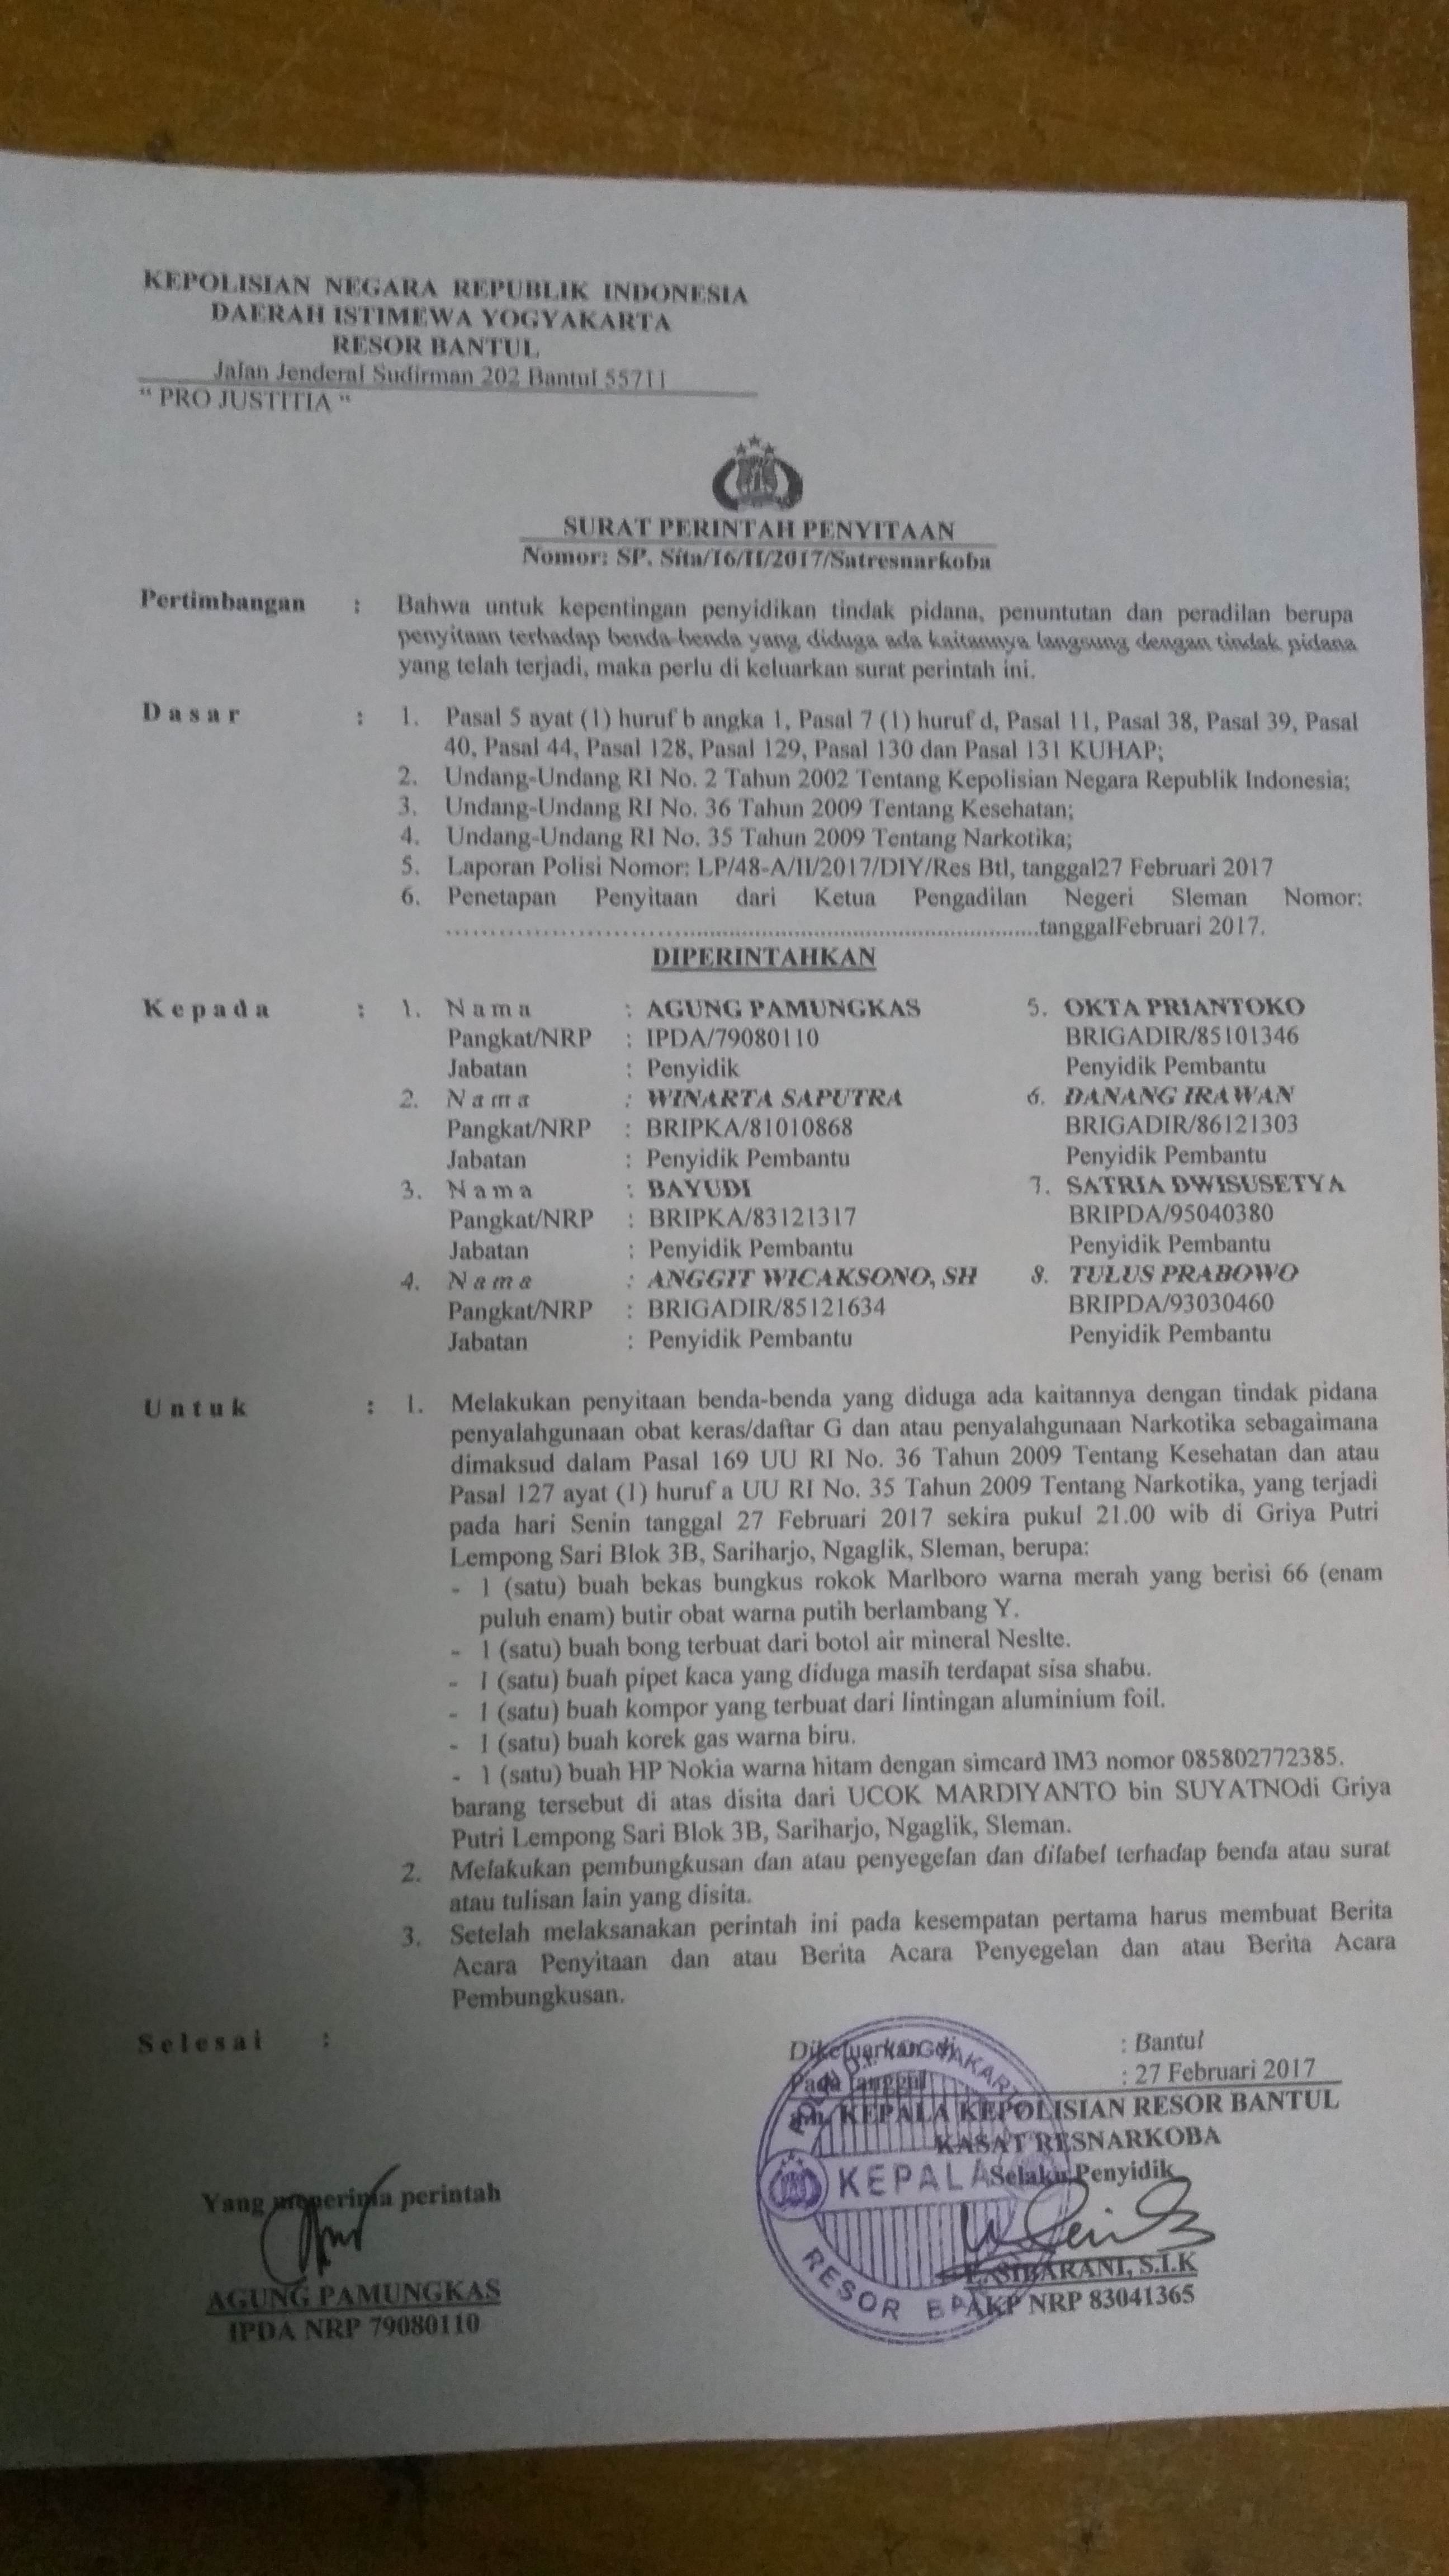 KEPOLISIAN NEGARA REPUBLIK INDONESIA
DAERAH ISTIMEWA YOGYAKARTA
RESOR BANTUL
Jalan Jenderal Sudirman 202 Bantul 55711
" PRO JUSTITIA "
SURAT PERINTAH PENYITAAN
Nomor: SP. Sita/16/II/2017/Satresnarkoba
Pertimbangan : Bahwa untuk kepentingan penyidikan tindak pidana, penuntutan dan peradilan berupa
penyitaan terhadap benda-benda yang diduga ada kaitannya langsung dengan tindak pidana
yang telah terjadi, maka perlu di keluarkan surat perintah ini.
Dasar : 1. Pasal 5 ayat (1) huruf b angka 1, Pasal 7 (1) huruf d, Pasal 11, Pasal 38, Pasal 39, Pasal
40, Pasal 44, Pasal 128, Pasal 129, Pasal 130 dan Pasal 131 KUHAP;
2. Undang-Undang RI No. 2 Tahun 2002 Tentang Kepolisian Negara Republik Indonesia;
3. Undang-Undang RI No. 36 Tahun 2009 Tentang Kesehatan;
4. Undang-Undang RI No. 35 Tahun 2009 Tentang Narkotika;
5. Laporan Polisi Nomor: LP/48-A/II/2017/DIY/Res Btl, tanggal27 Februari 2017
6. Penetapan Penyitaan dari Ketua Pengadilan Negeri Sleman Nomor:
..........................................................................................tanggalFebruari 2017.
DIPERINTAHKAN
Kepada : 1. Nama : AGUNG PAMUNGKAS 5. OKTA PRIANTOKO
Pangkat/NRP : IPDA/79080110 BRIGADIR/85101346
Jabatan : Penyidik Penyidik Pembantu
2. Nama : WINARTA SAPUTRA 6. DANANG IRAWAN
Pangkat/NRP : BRIPKA/81010868 BRIGADIR/86121303
Jabatan : Penyidik Pembantu Penyidik Pembantu
3. Nama : BAYUDI 7. SATRIA DWISUSETYA
Pangkat/NRP : BRIPKA/83121317 BRIPDA/95040380
Jabatan : Penyidik Pembantu Penyidik Pembantu
4. Nama : ANGGIT WICAKSONO, SH 8. TULUS PRABOWO
Pangkat/NRP : BRIGADIR/85121634 BRIPDA/93030460
Jabatan : Penyidik Pembantu Penyidik Pembantu
Untuk : 1. Melakukan penyitaan benda-benda yang diduga ada kaitannya dengan tindak pidana
penyalahgunaan obat keras/daftar G dan atau penyalahgunaan Narkotika sebagaimana
dimaksud dalam Pasal 169 UU RI No. 36 Tahun 2009 Tentang Kesehatan dan atau
Pasal 127 ayat (1) huruf a UU RI No. 35 Tahun 2009 Tentang Narkotika, yang terjadi
pada hari Senin tanggal 27 Februari 2017 sekira pukul 21.00 wib di Griya Putri
Lempong Sari Blok 3B, Sariharjo, Ngaglik, Sleman, berupa:
- 1 (satu) buah bekas bungkus rokok Marlboro warna merah yang berisi 66 (enam
puluh enam) butir obat warna putih berlambang Y.
- 1 (satu) buah bong terbuat dari botol air mineral Neslte.
- 1 (satu) buah pipet kaca yang diduga masih terdapat sisa shabu.
- 1 (satu) buah kompor yang terbuat dari lintingan aluminium foil.
- 1 (satu) buah korek gas warna biru.
- 1 (satu) buah HP Nokia warna hitam dengan simcard IM3 nomor 085802772385.
barang tersebut di atas disita dari UCOK MARDIYANTO bin SUYATNOdi Griya
Putri Lempong Sari Blok 3B, Sariharjo, Ngaglik, Sleman.
2. Melakukan pembungkusan dan atau penyegelan dan dilabel terhadap benda atau surat
atau tulisan lain yang disita.
3. Setelah melaksanakan perintah ini pada kesempatan pertama harus membuat Berita
Acara Penyitaan dan atau Berita Acara Penyegelan dan atau Berita Acara
Pembungkusan.
Selesai :
Dikeluarkan di : Bantul
Pada tanggal : 27 Februari 2017
KEPALA KEPOLISIAN RESOR BANTUL
KASAT RESNARKOBA
Selaku Penyidik
KEPALA
RESOR
Yang menerima perintah
AGUNG PAMUNGKAS
IPDA NRP 79080110
SIBARANI, S.I.K
AKP NRP 83041365